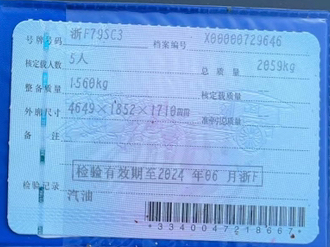 号牌号码 浙F79SC3 档案编号 X00000729646
核定载人数 5人 总质量 2059kg
整备质量 1560kg 核定载质量
外廓尺寸 4649×1852×1710mm 准牵引总质量
备注
检验有效期至2024年06月浙F
检验记录
汽油
*3340047218667*